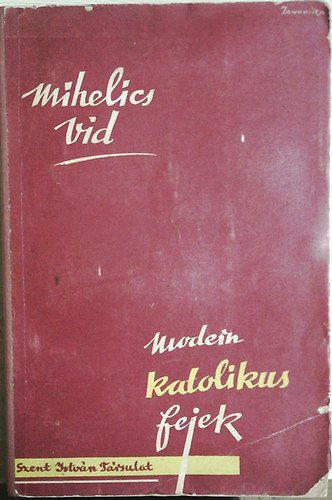 Mihelics
Vid
Modern
katolikus
fejek
Szent István Társulat